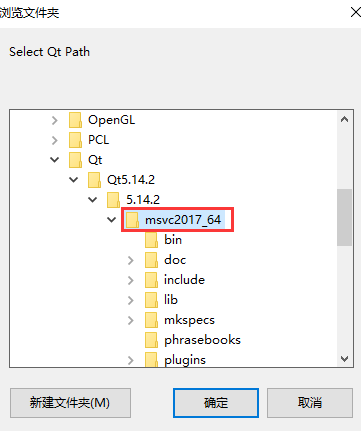 浏览文件夹
Select Qt Path
OpenGL
PCL
Qt
Qt5.14.2
5.14.2
msvc2017_64
bin
doc
include
lib
mkspecs
phrasebooks
plugins
新建文件夹(M)
确定
取消